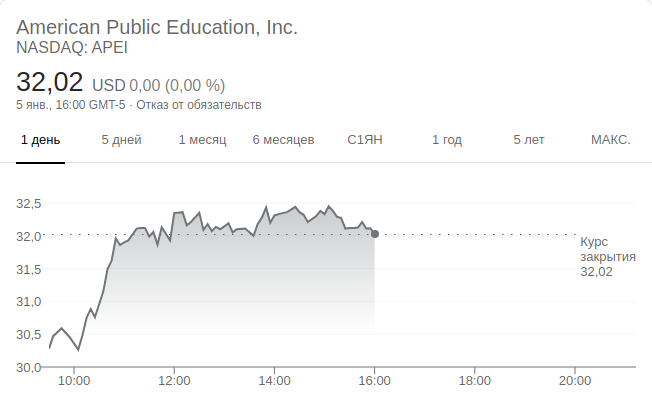 American Public Education, Inc.
NASDAQ: APEI
32,02 USD 0,00 (0,00 %)
5 янв., 16:00 GMT-5 · Отказ от обязательств
1 день 5 дней 1 месяц 6 месяцев С1ЯН 1 год 5 лет МАКС.
32,5
32,0
31,5
31,0
30,5
30,0
Курс
закрытия
32,02
10:00 12:00 14:00 16:00 18:00 20:00